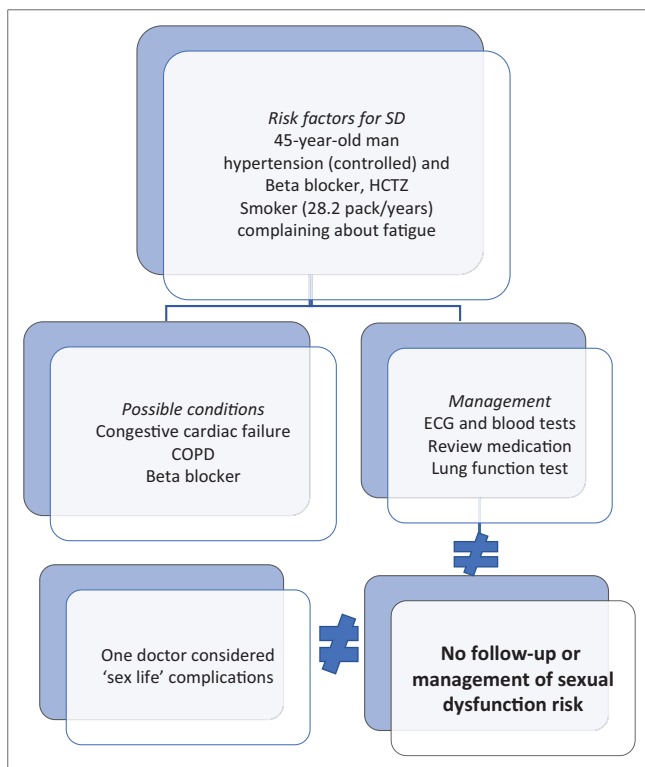 Risk factors for SD
45-year-old man
hypertension (controlled) and
Beta blocker, HCTZ
Smoker (28.2 pack/years)
complaining about fatigue
Possible conditions
Congestive cardiac failure
COPD
Beta blocker
Management
ECG and blood tests
Review medication
Lung function test
≠
One doctor considered
‘sex life’ complications
≠
No follow-up or
management of sexual
dysfunction risk